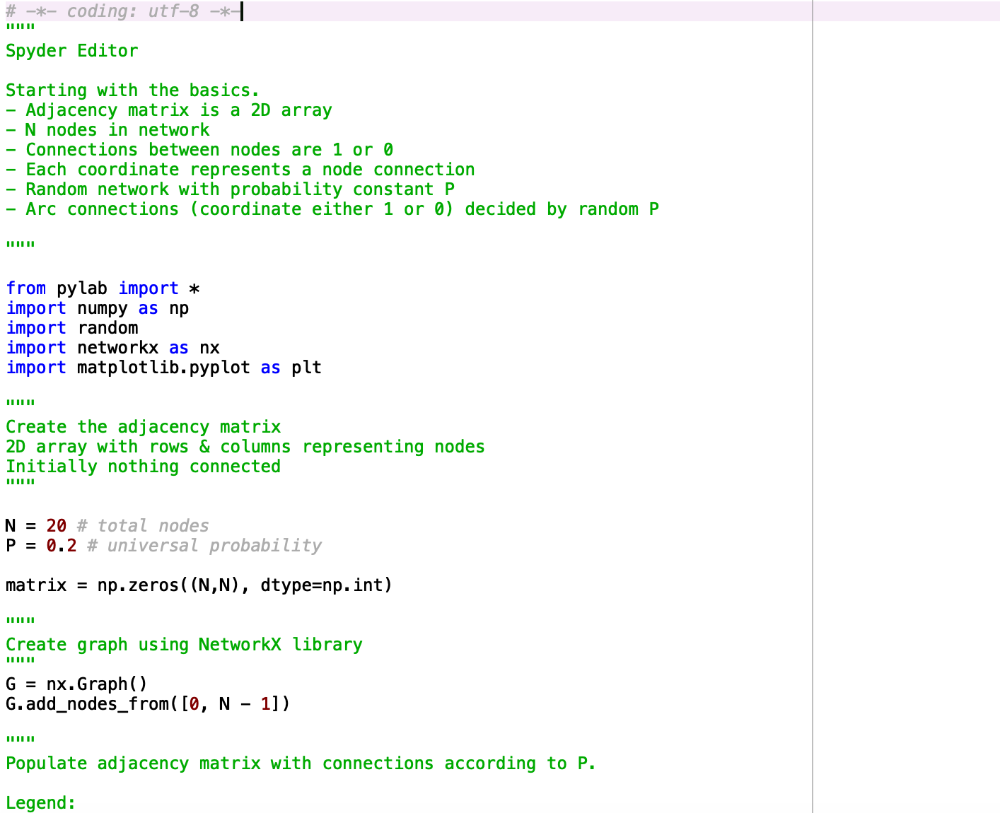 # -*- coding: utf-8 -*-
"""
Spyder Editor
Starting with the basics.
- Adjacency matrix is a 2D array
- N nodes in network
- Connections between nodes are 1 or 0
- Each coordinate represents a node connection
- Random network with probability constant P
- Arc connections (coordinate either 1 or 0) decided by random P
"""
from pylab import *
import numpy as np
import random
import networkx as nx
import matplotlib.pyplot as plt
"""
Create the adjacency matrix
2D array with rows & columns representing nodes
Initially nothing connected
"""
N = 20 # total nodes
P = 0.2 # universal probability
matrix = np.zeros((N,N), dtype=np.int)
"""
Create graph using NetworkX library
"""
G = nx.Graph()
G.add_nodes_from([0, N - 1])
"""
Populate adjacency matrix with connections according to P.
Legend: